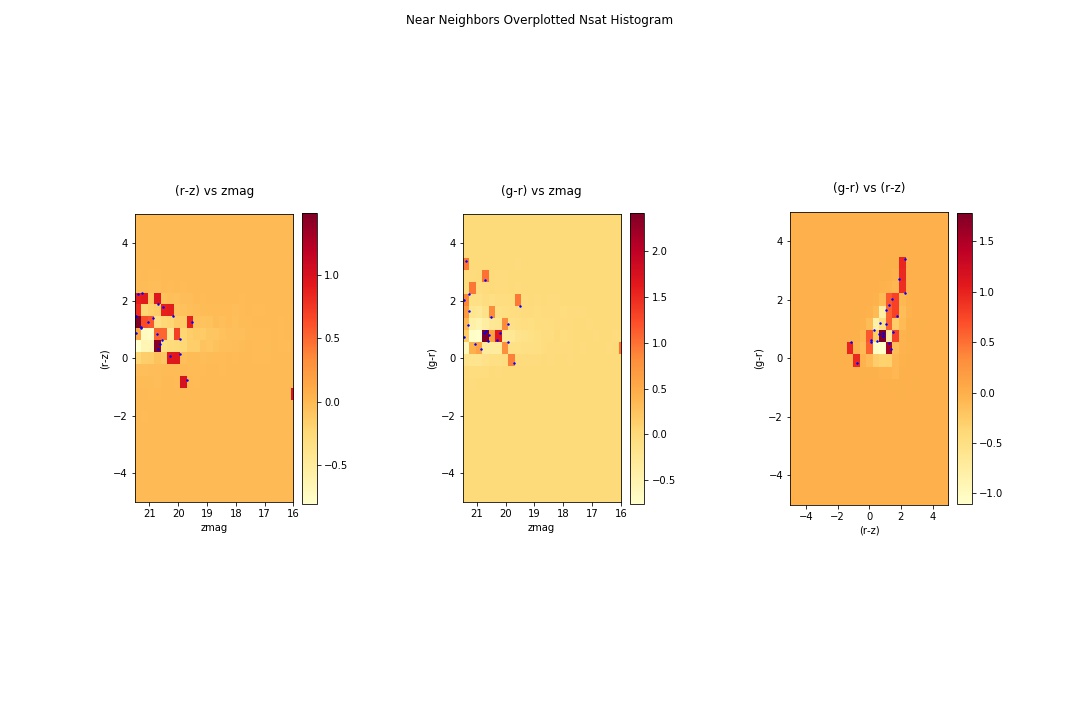 Near Neighbors Overplotted Nsat Histogram
(r-z) vs zmag
(g-r) vs zmag
(g-r) vs (r-z)
(r-z)
4
2
0
−2
−4
21 20 19 18 17 16
zmag
1.0
0.5
0.0
−0.5
(g-r)
4
2
0
−2
−4
21 20 19 18 17 16
zmag
2.0
1.5
1.0
0.5
0.0
−0.5
(g-r)
4
2
0
−2
−4
−4 −2 0 2 4
(r-z)
1.5
1.0
0.5
0.0
−0.5
−1.0